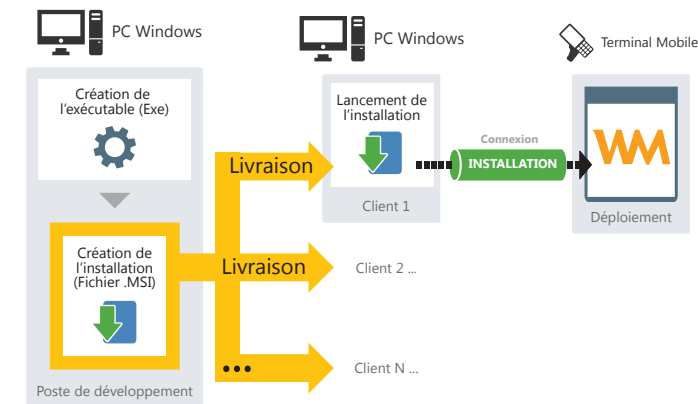 PC Windows
Création de
l'exécutable (Exe)
Création de
l'installation
(Fichier .MSI)
Poste de développement
Livraison
Livraison
•••
PC Windows
Lancement de
l'installation
Client 1
Client 2 ...
Client N ...
Connexion
INSTALLATION
Terminal Mobile
WM
Déploiement